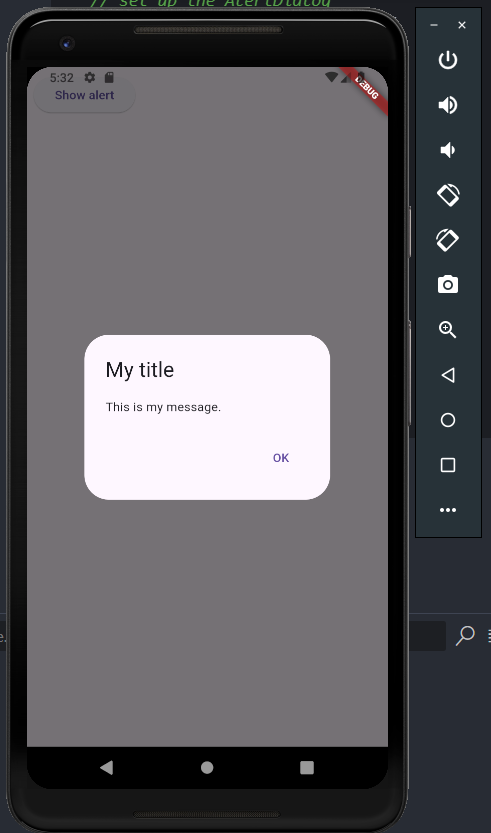 // set up the AlertDialog
5:32
DEBUG
Show alert
My title
This is my message.
OK
e.